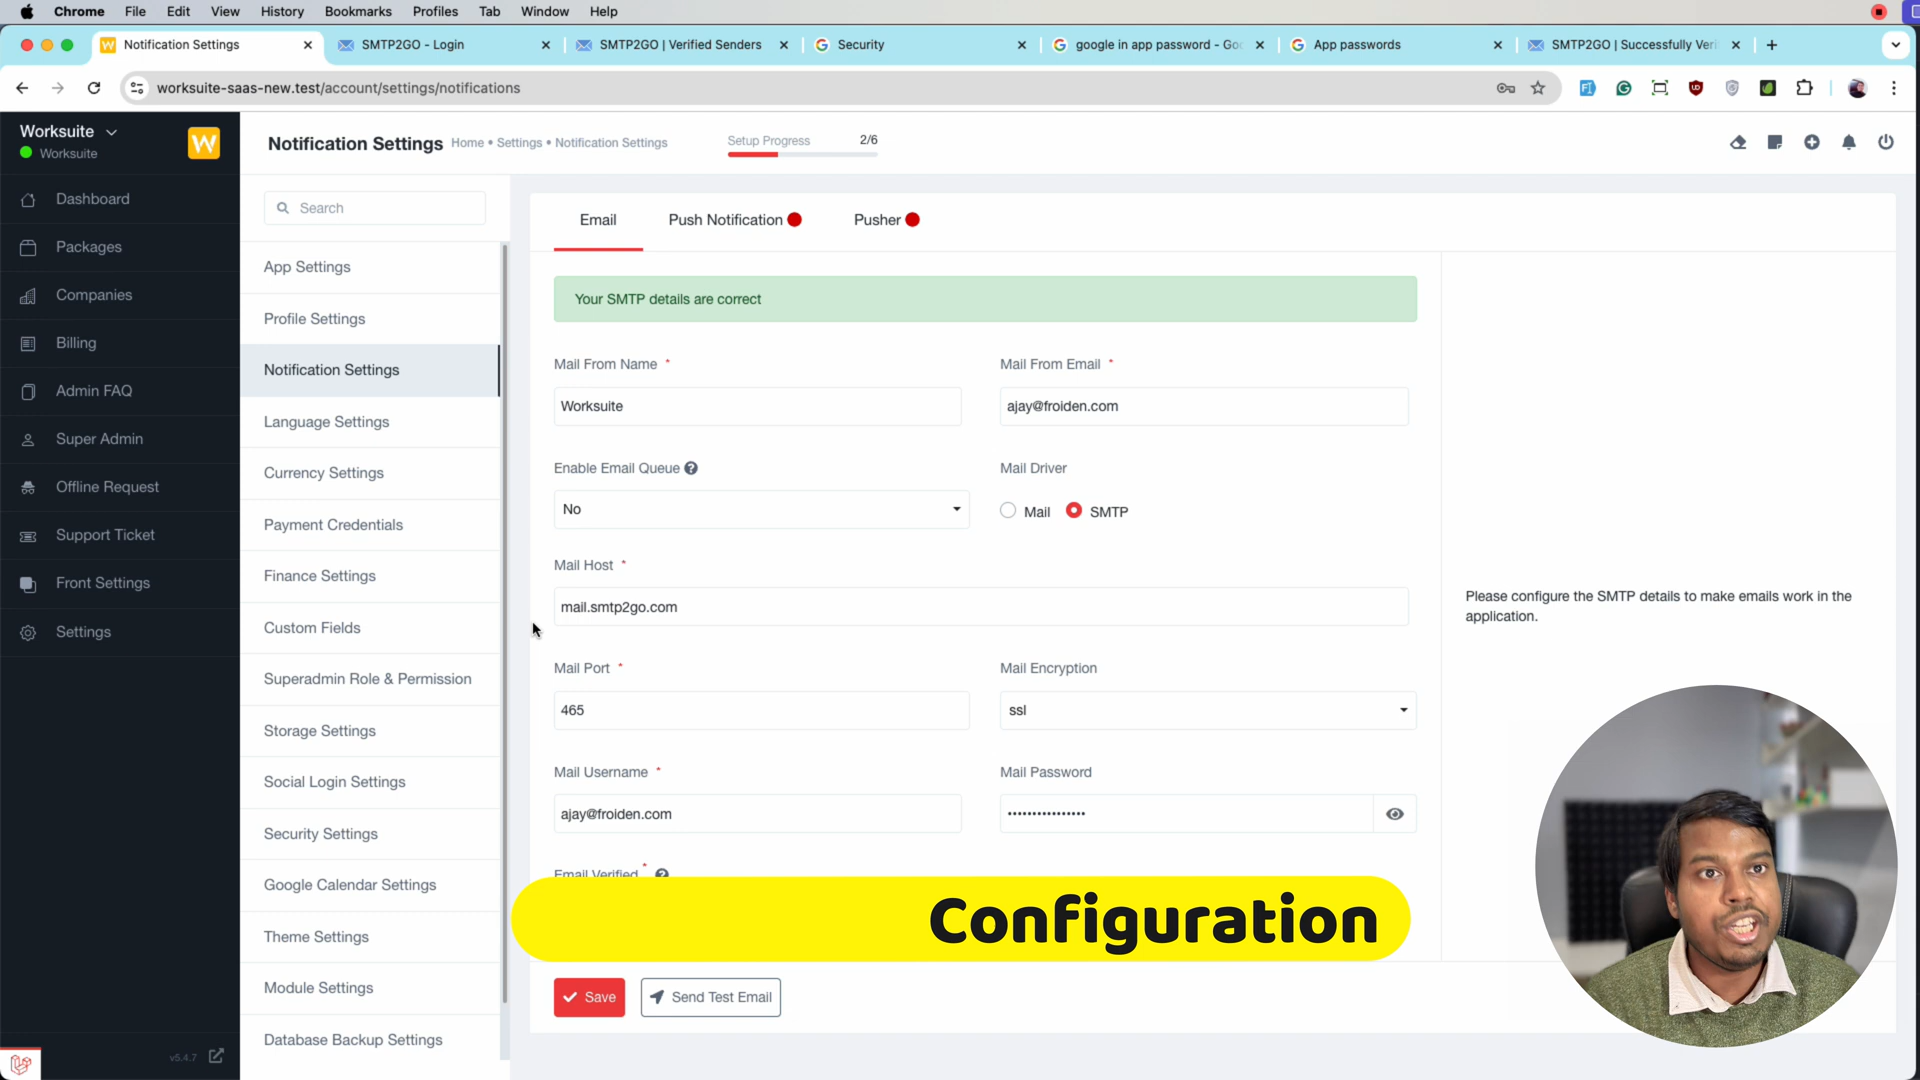 Chrome File Edit View History Bookmarks Profiles Tab Window Help
Notification Settings SMTP2GO - Login SMTP2GO | Verified Senders Security google in app password - Goo App passwords SMTP2GO | Successfully Veri
worksuite-saas-new.test/account/settings/notifications
Worksuite
Worksuite
W
Notification Settings Home • Settings • Notification Settings
Setup Progress 2/6
Dashboard
Packages
Companies
Billing
Admin FAQ
Super Admin
Offline Request
Support Ticket
Front Settings
Settings
v5.4.7
Search
App Settings
Profile Settings
Notification Settings
Language Settings
Currency Settings
Payment Credentials
Finance Settings
Custom Fields
Superadmin Role & Permission
Storage Settings
Social Login Settings
Security Settings
Google Calendar Settings
Theme Settings
Module Settings
Database Backup Settings
Email Push Notification Pusher
Your SMTP details are correct
Mail From Name * Mail From Email *
Worksuite ajay@froiden.com
Enable Email Queue Mail Driver
No Mail SMTP
Mail Host *
mail.smtp2go.com
Mail Port * Mail Encryption
465 ssl
Mail Username * Mail Password
ajay@froiden.com ••••••••••••••••
Email Verified *
Configuration
Save Send Test Email
Please configure the SMTP details to make emails work in the
application.